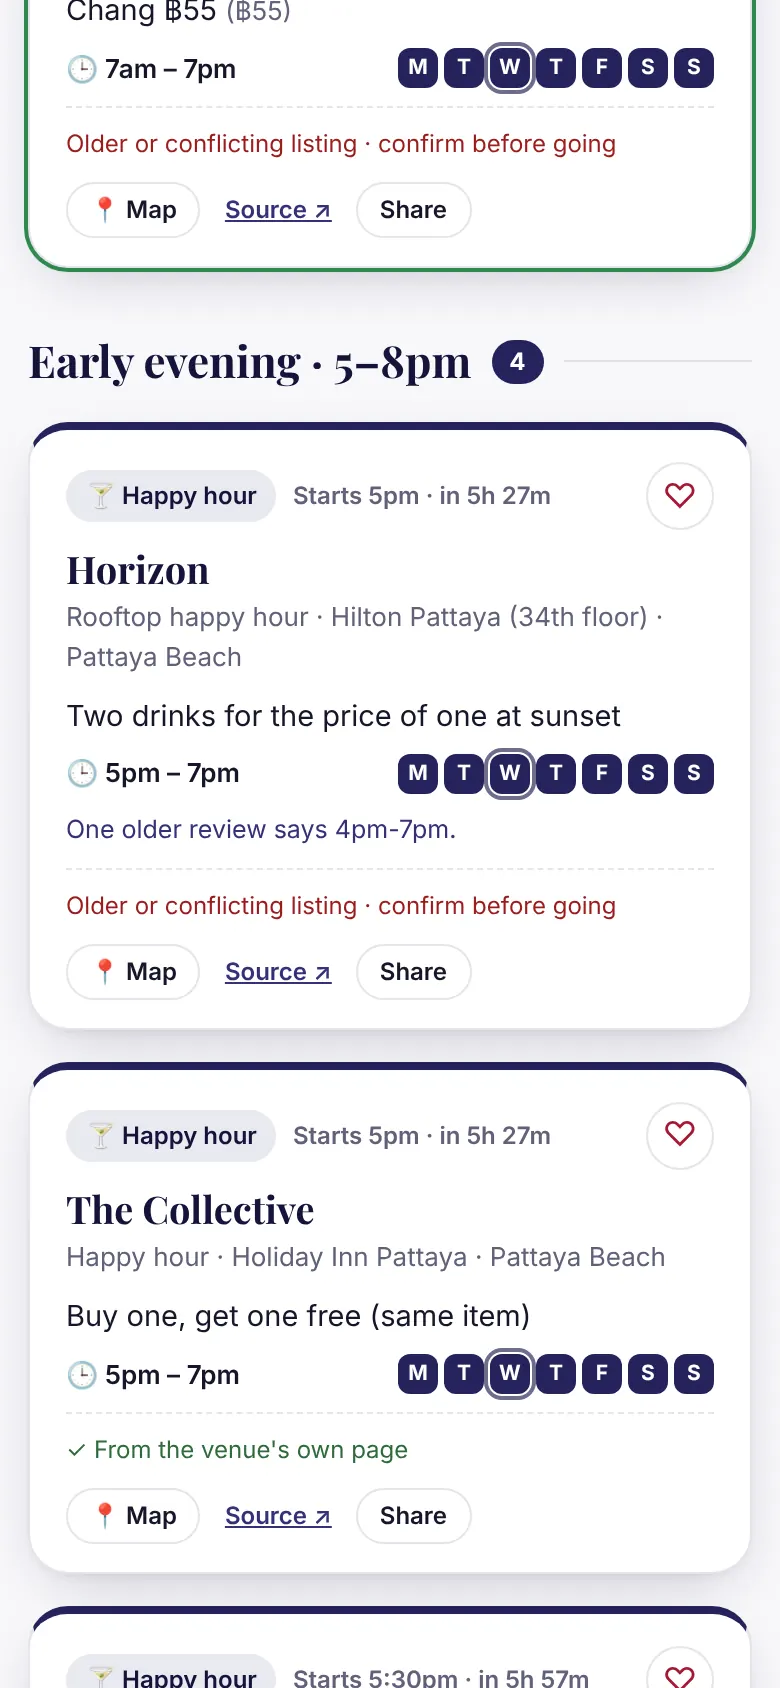 Chang ฿55 (฿55)
7am – 7pm M T W T F S S
Older or conflicting listing · confirm before going
Map Source ↗ Share
Early evening · 5–8pm 4
Happy hour Starts 5pm · in 5h 27m
Horizon
Rooftop happy hour · Hilton Pattaya (34th floor) ·
Pattaya Beach
Two drinks for the price of one at sunset
5pm – 7pm M T W T F S S
One older review says 4pm-7pm.
Older or conflicting listing · confirm before going
Map Source ↗ Share
Happy hour Starts 5pm · in 5h 27m
The Collective
Happy hour · Holiday Inn Pattaya · Pattaya Beach
Buy one, get one free (same item)
5pm – 7pm M T W T F S S
✓ From the venue's own page
Map Source ↗ Share
Happy hour Starts 5:30pm · in 5h 57m